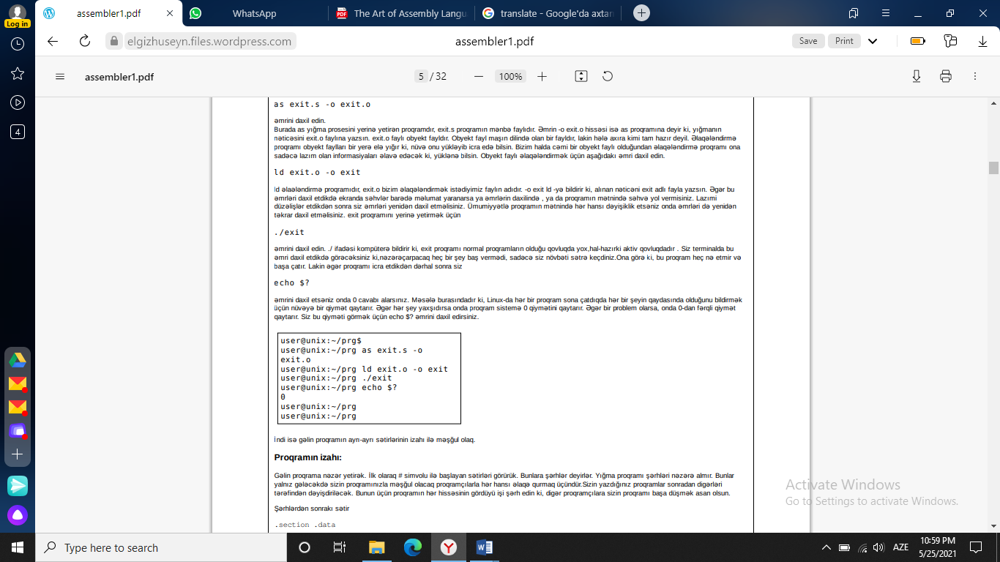 assembler1.pdf
WhatsApp
PDF The Art of Assembly Langu
translate - Google'da axtar
Log in
elgizhuseyn.files.wordpress.com
assembler1.pdf
Save
Print
assembler1.pdf
5 / 32
100%
4
as exit.s -o exit.o
əmrini daxil edin.
Burada as yığma prosesini yerinə yetirən proqramdır, exit.s proqramın mənbə faylıdır. Əmrin -o exit.o hissəsi isə as proqramına deyir ki, yığmanın
nəticəsini exit.o faylına yazsın. exit.o faylı obyekt fayldır. Obyekt fayl maşın dilində olan bir fayldır, lakin hələ axıra kimi tam hazır deyil. Əlaqələndirmə
proqramı obyekt faylları bir yerə elə yığır ki, nüvə onu yükləyib icra edə bilsin. Bizim halda cəmi bir obyekt faylı olduğundan əlaqələndirmə proqramı ona
sadəcə lazım olan informasiyaları əlavə edəcək ki, yüklənə bilsin. Obyekt faylı əlaqələndirmək üçün aşağıdakı əmri daxil edin.
ld exit.o -o exit
ld əlaələndirmə proqramıdır, exit.o bizim əlaqələndirmək istədiyimiz faylın adıdır. -o exit ld -yə bildirir ki, alınan nəticəni exit adlı fayla yazsın. Əgər bu
əmrləri daxil etdikdə ekranda səhvlər barədə məlumat yaranarsa ya əmrlərin daxilində , ya da proqramın mətnində səhvə yol vermisiniz. Lazımi
düzəlişlər etdikdən sonra siz əmrləri yenidən daxil etməlisiniz. Ümumiyyətlə proqramın mətnində hər hansı dəyişiklik etsəniz onda əmrləri də yenidən
təkrar daxil etməlisiniz. exit proqramını yerinə yetirmək üçün
./exit
əmrini daxil edin. ./ ifadəsi kompüterə bildirir ki, exit proqramı normal proqramların olduğu qovluqda yox,hal-hazırki aktiv qovluqdadır . Siz terminalda bu
əmri daxil etdikdə görəcəksiniz ki,nəzərəçarpacaq heç bir şey baş vermədi, sadəcə siz növbəti sətrə keçdiniz.Ona görə ki, bu proqram heç nə etmir və
başa çatır. Lakin əgər proqramı icra etdikdən dərhal sonra siz
echo $?
əmrini daxil etsəniz onda 0 cavabı alarsınız. Məsələ burasındadır ki, Linux-da hər bir proqram sona çatdıqda hər bir şeyin qaydasında olduğunu bildirmək
üçün nüvəyə bir qiymət qaytarır. Əgər hər şey yaxşıdırsa onda proqram sistemə 0 qiymətini qaytarır. Əgər bir problem olarsa, onda 0-dan fərqli qiymət
qaytarır. Siz bu qiyməti görmək üçün echo $? əmrini daxil edirsiniz.
user@unix:~/prg$
user@unix:~/prg as exit.s -o
exit.o
user@unix:~/prg ld exit.o -o exit
user@unix:~/prg ./exit
user@unix:~/prg echo $?
0
user@unix:~/prg
user@unix:~/prg
İndi isə gəlin proqramın ayrı-ayrı sətirlərinin izahı ilə məşğul olaq.
Proqramın izahı:
Gəlin proqrama nəzər yetirək. İlk olaraq # simvolu ilə başlayan sətirləri görürük. Bunlara şərhlər deyirlər. Yığma proqramı şərhləri nəzərə almır. Bunlar
yalnız gələcəkdə sizin proqramınızla məşğul olacaq proqramçılarla hər hansı əlaqə qurmaq üçündür.Sizin yazdığınız proqramlar sonradan digərləri
tərəfindən dəyişdiriləcək. Bunun üçün proqramın hər hissəsinin gördüyü işi şərh edin ki, digər proqramçılara sizin proqramı başa düşmək asan olsun.
Şərhlərdən sonrakı sətir
.section .data
Activate Windows
Go to Settings to activate Windows.
Type here to search
AZE
10:59 PM
5/25/2021